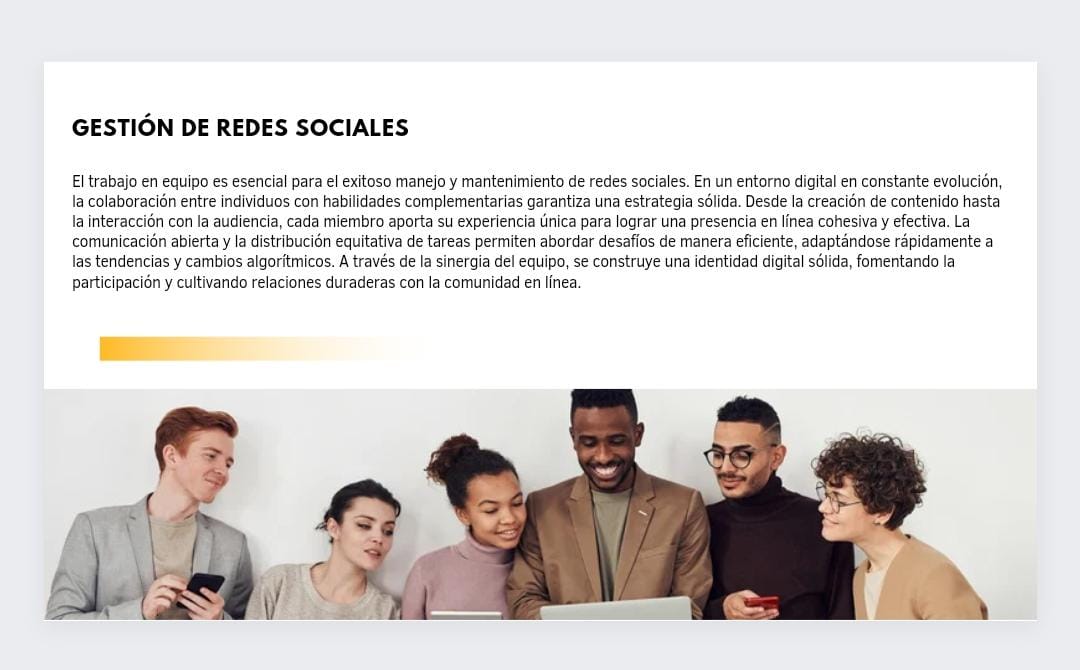 GESTIÓN DE REDES SOCIALES
El trabajo en equipo es esencial para el exitoso manejo y mantenimiento de redes sociales. En un entorno digital en constante evolución,
la colaboración entre individuos con habilidades complementarias garantiza una estrategia sólida. Desde la creación de contenido hasta
la interacción con la audiencia, cada miembro aporta su experiencia única para lograr una presencia en línea cohesiva y efectiva. La
comunicación abierta y la distribución equitativa de tareas permiten abordar desafíos de manera eficiente, adaptándose rápidamente a
las tendencias y cambios algorítmicos. A través de la sinergia del equipo, se construye una identidad digital sólida, fomentando la
participación y cultivando relaciones duraderas con la comunidad en línea.